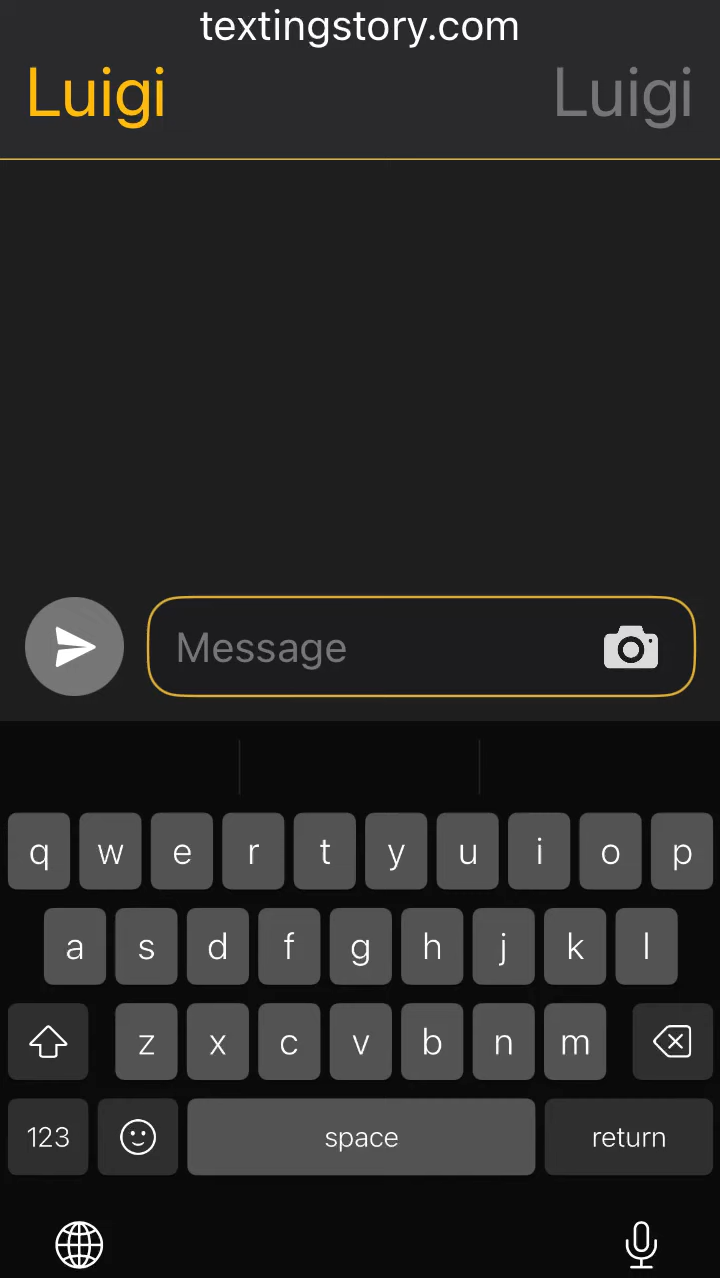 textingstory.com
Luigi Luigi
Message
q w e r t y u i o p
a s d f g h j k l
z x c v b n m
123 space return